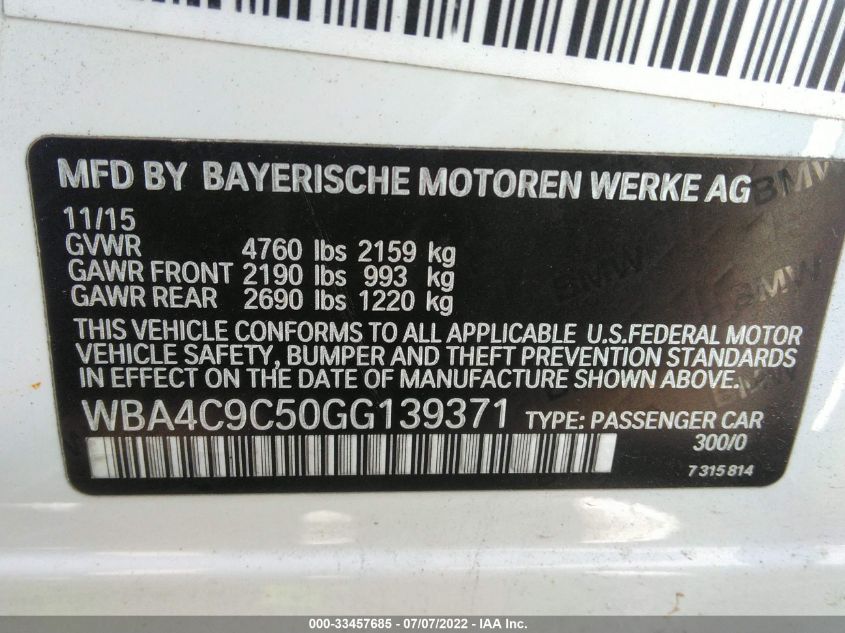 MFD BY BAYERISCHE MOTOREN WERKE AG
11/15
GVWR 4760 lbs 2159 kg
GAWR FRONT 2190 lbs 993 kg
GAWR REAR 2690 lbs 1220 kg
THIS VEHICLE CONFORMS TO ALL APPLICABLE U.S.FEDERAL MOTOR
VEHICLE SAFETY, BUMPER AND THEFT PREVENTION STANDARDS
IN EFFECT ON THE DATE OF MANUFACTURE SHOWN ABOVE.
WBA4C9C50GG139371 TYPE: PASSENGER CAR
300/0
7 315 814
BMW
BMW
BMW
000-33457685 - 07/07/2022 - IAA Inc.